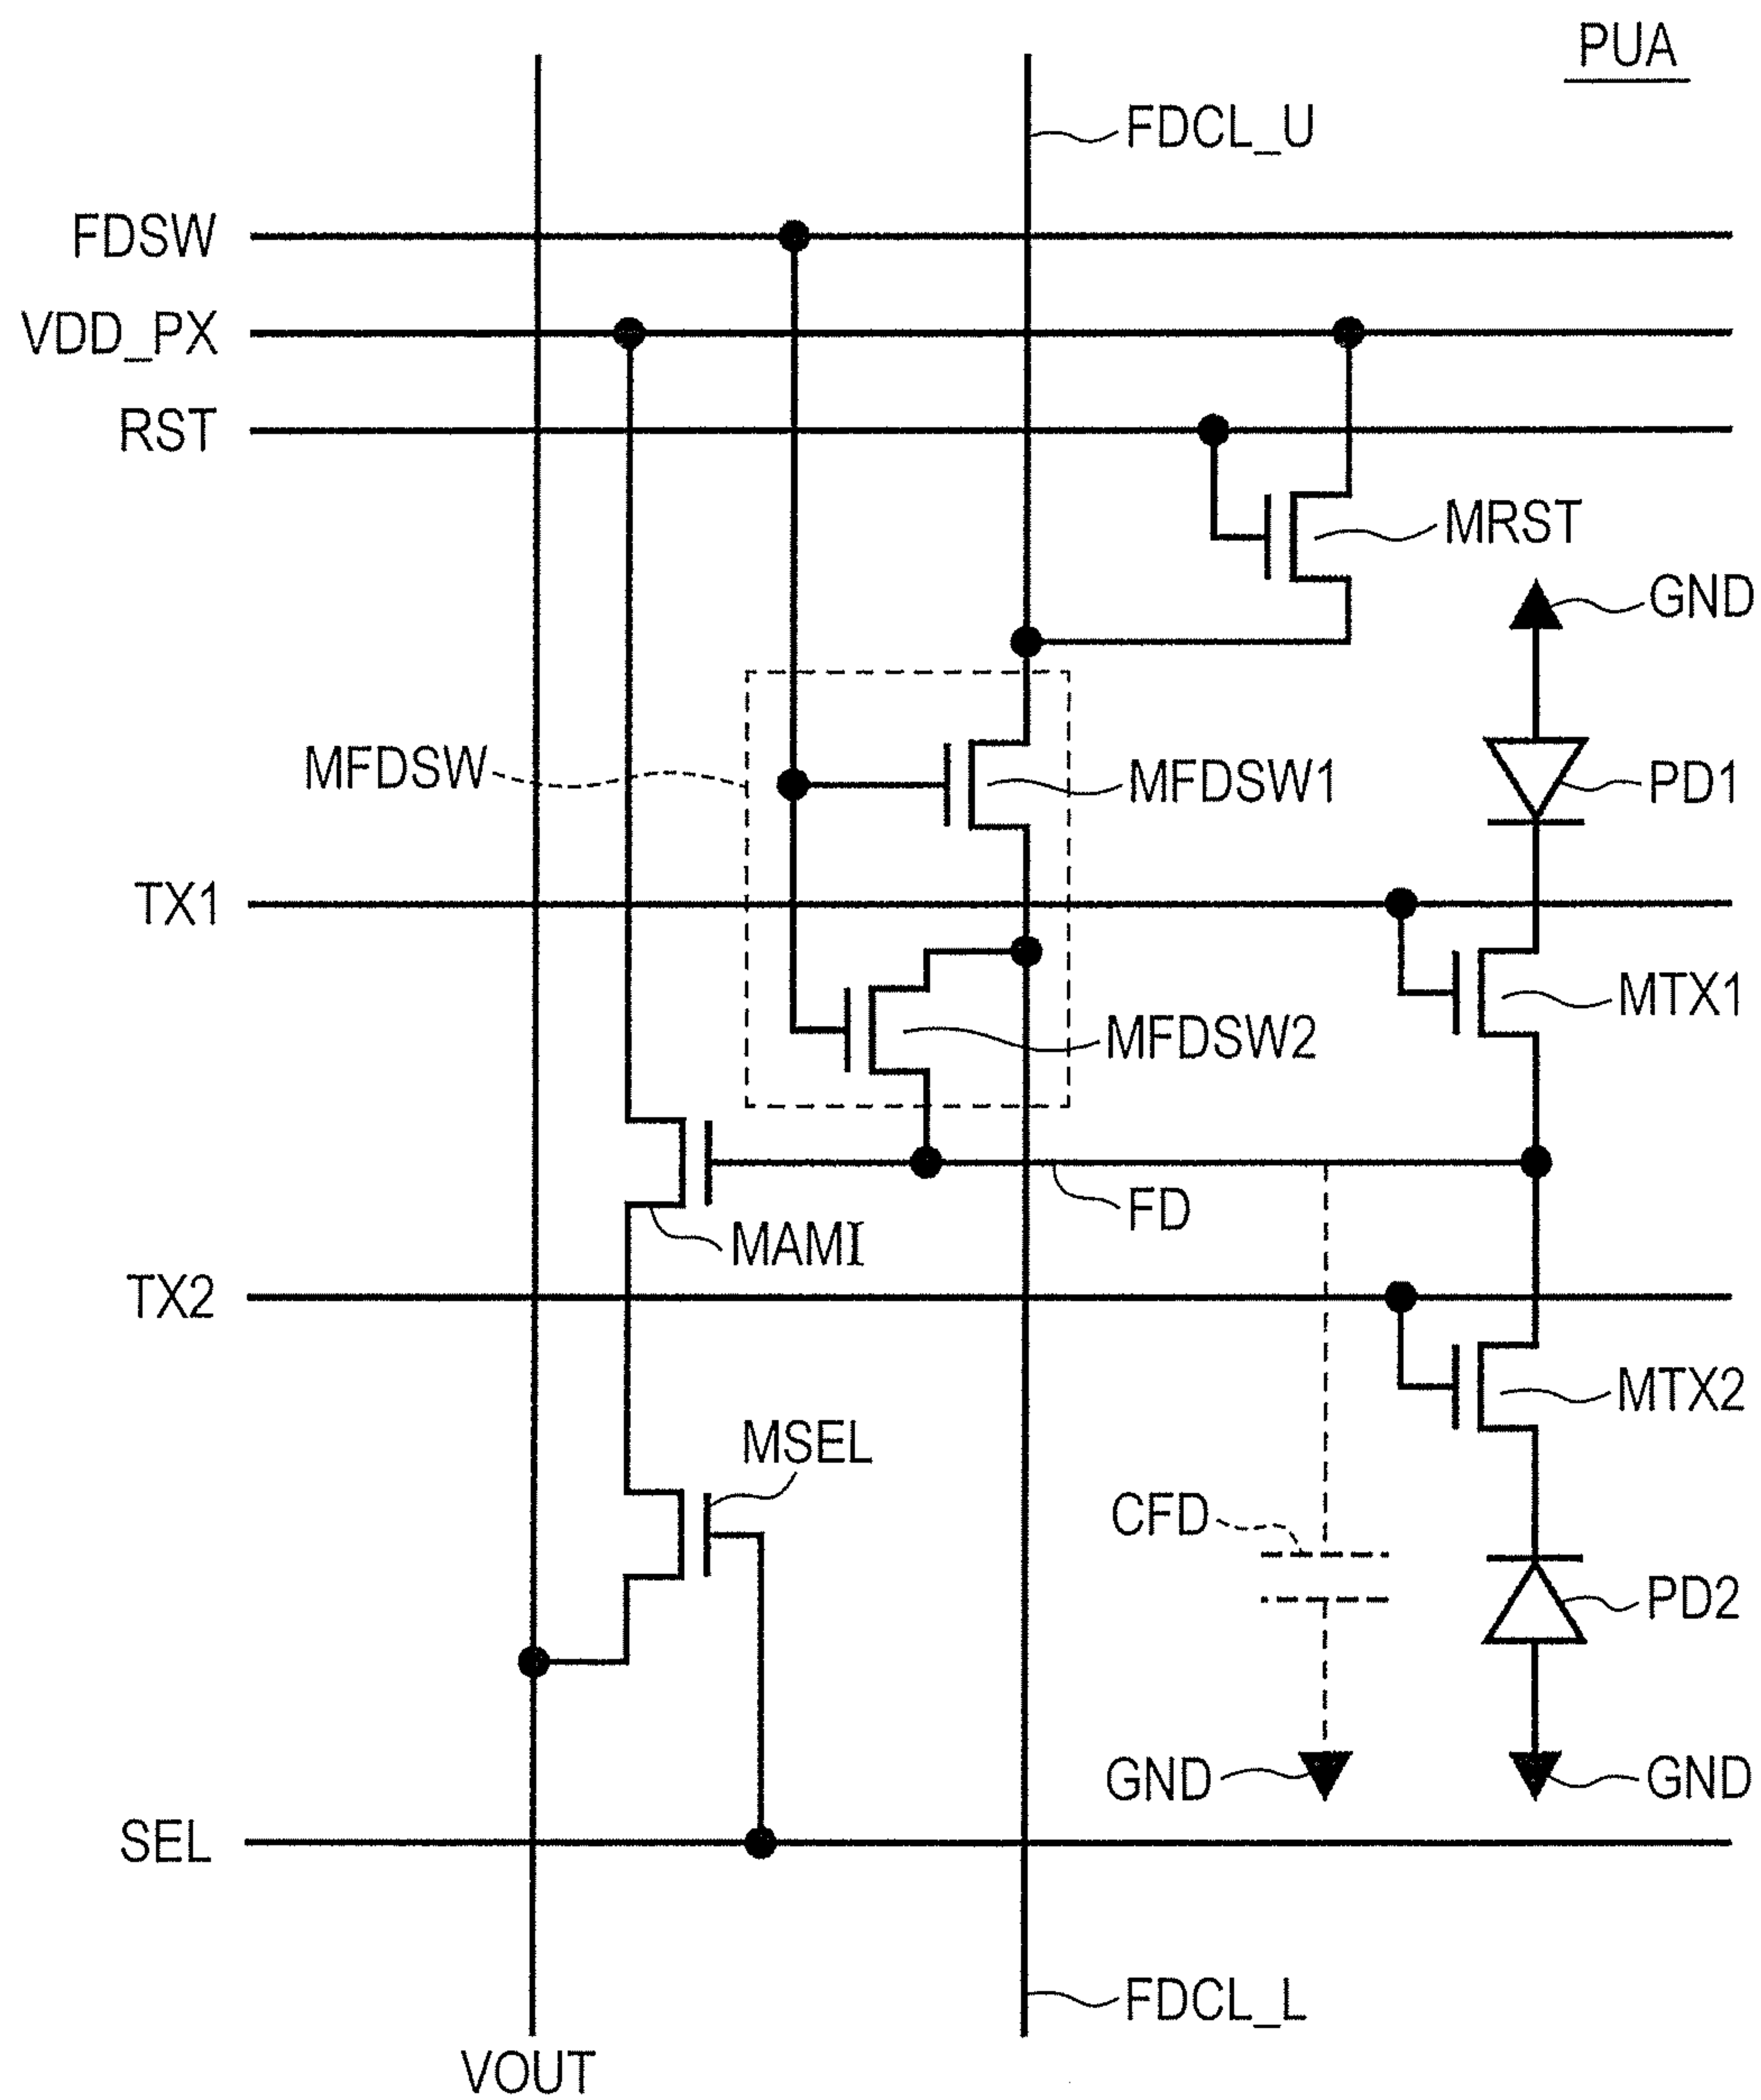 PUA
FDCL_U
FDSW
VDD_PX
RST
MRST
GND
MFDSW
MFDSW1
PD1
TX1
MTX1
MFDSW2
FD
MAMI
TX2
MTX2
MSEL
CFD
PD2
GND
GND
SEL
FDCL_L
VOUT